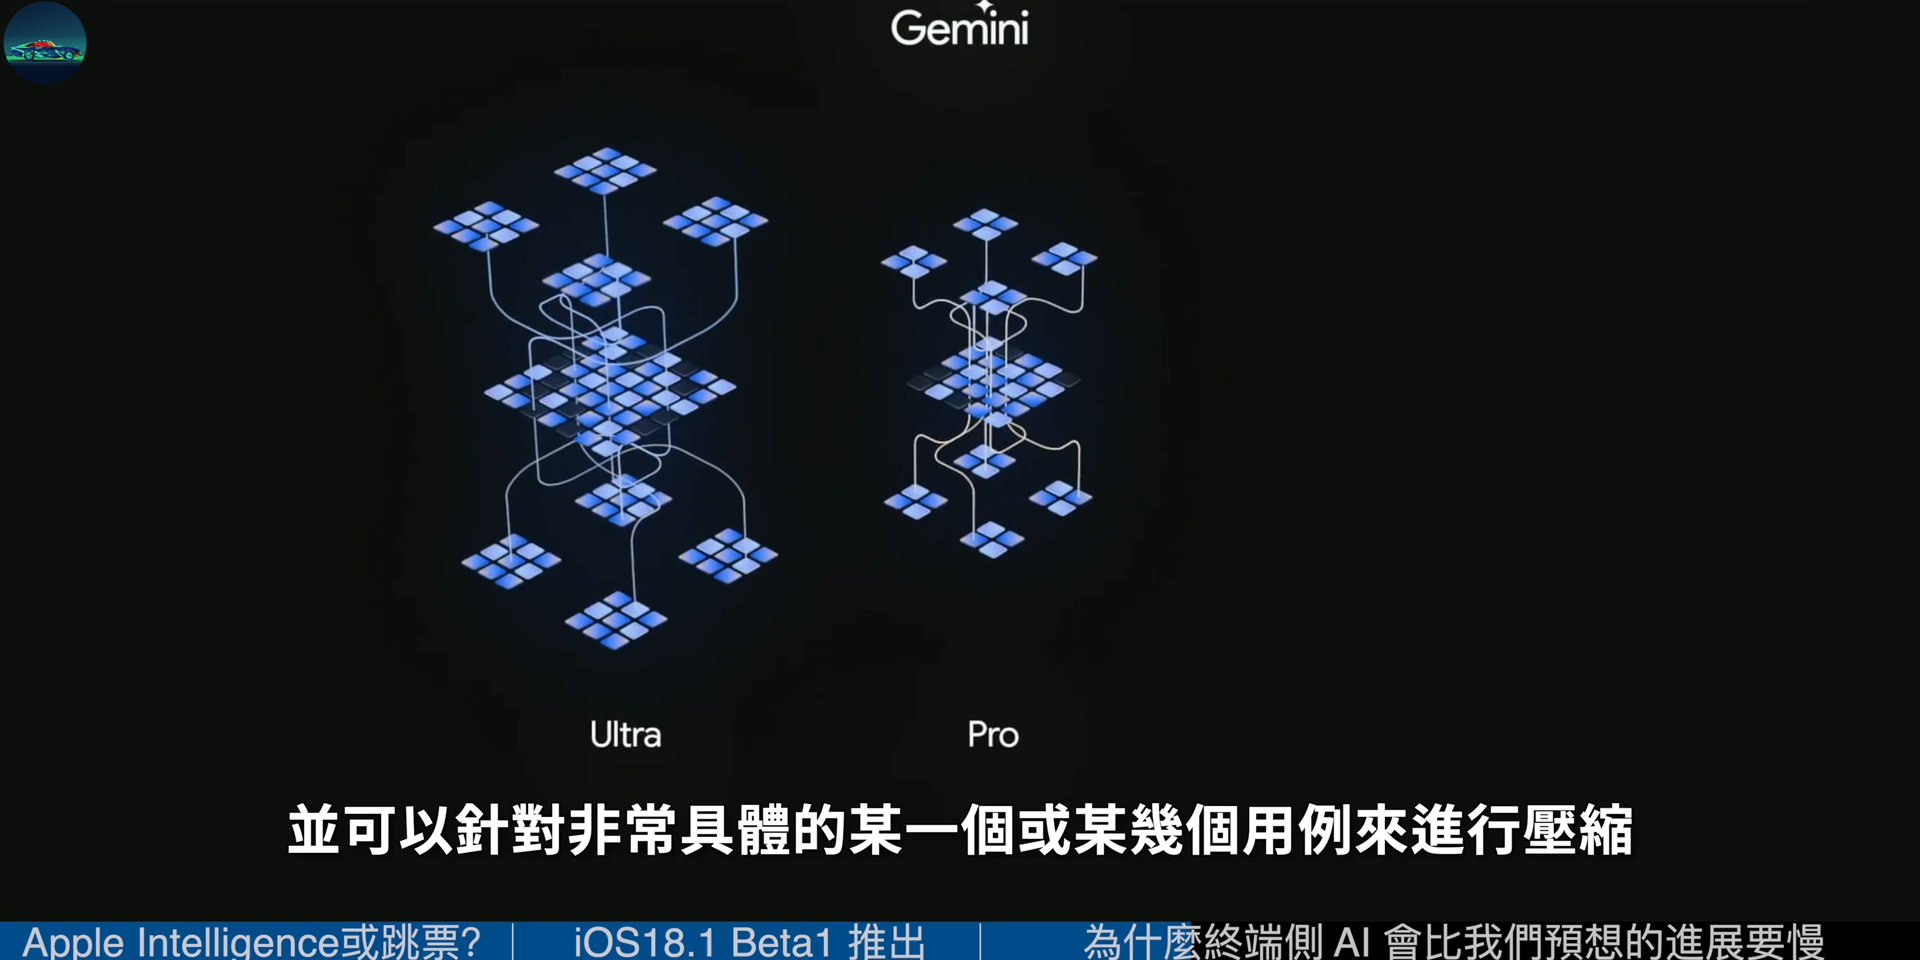 Gemini
Ultra
Pro
並可以針對非常具體的某一個或某幾個用例來進行壓縮
Apple Intelligence或跳票?
iOS18.1 Beta1 推出
為什麼終端側 AI 會比我們預想的進展要慢